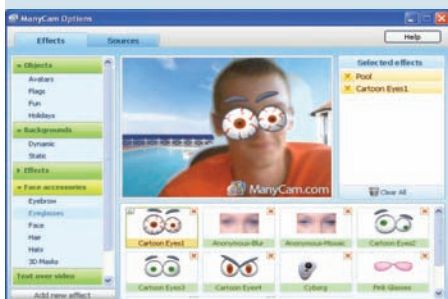 ManyCam Options
Effects
Sources
Help
Objects
Avatars
Flags
Fun
Holidays
Backgrounds
Dynamic
Static
Effects
Face accessories
Eyebrow
Eyeglasses
Face
Hair
Hats
3D Masks
Text over video
Add new effect
ManyCam.com
Selected effects
Pool
Cartoon Eyes1
Clear All
Cartoon Eyes1
Anonymous-Blur
Anonymous-Mosaic
Cartoon Eyes2
Cartoon Eyes3
Cartoon Eyes4
Cyborg
Pink Glasses